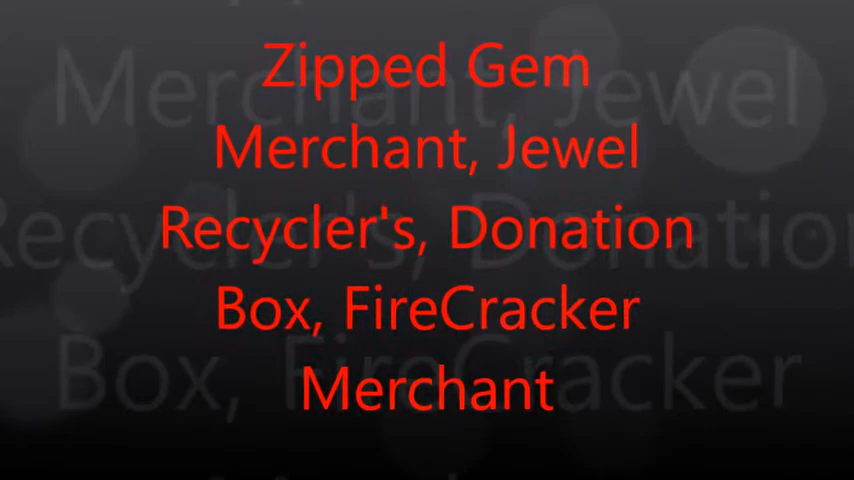 Zipped Gem
Merchant, Jewel
Recycler's, Donation
Box, FireCracker
Merchant